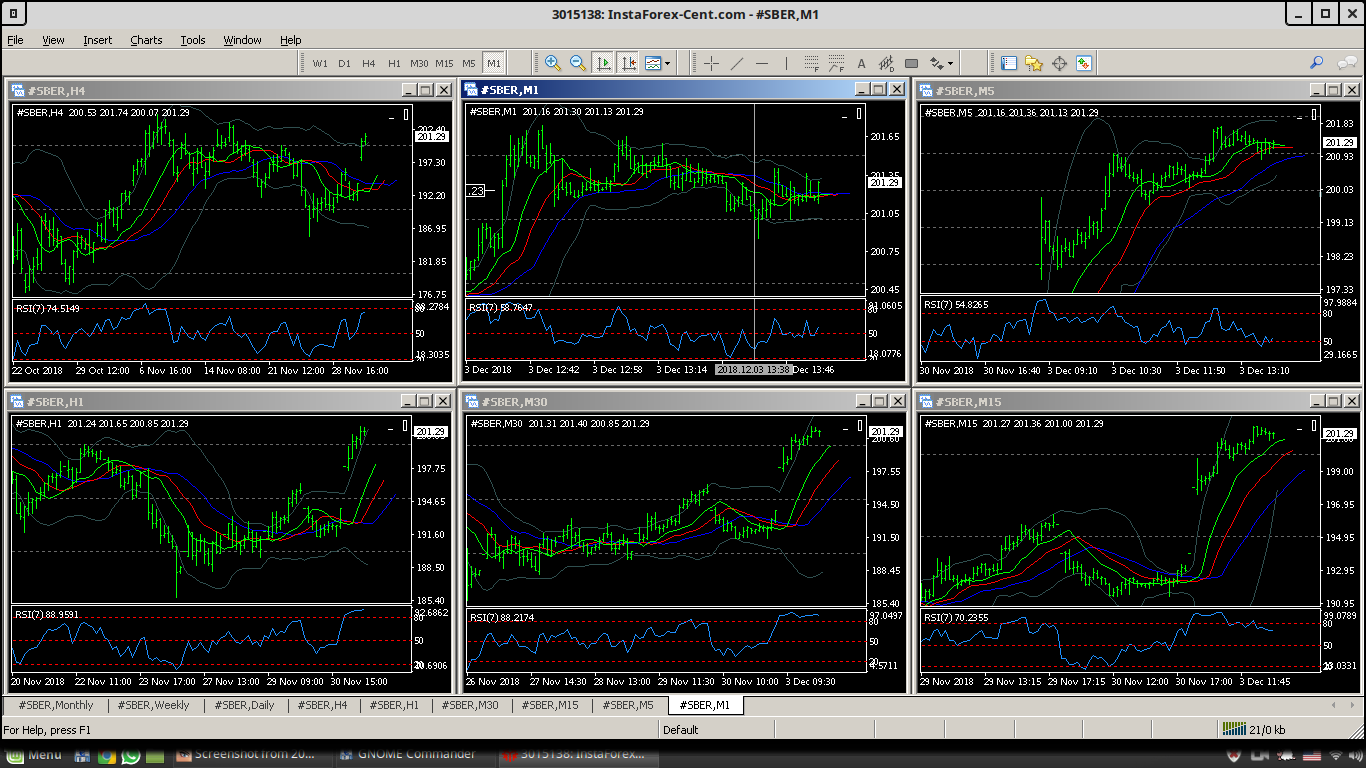 3015138: InstaForex-Cent.com - #SBER,M1
File View Insert Charts Tools Window Help
W1 D1 H4 H1 M30 M15 M5 M1
#SBER,H4
#SBER,H4 200.53 201.74 200.07 201.29
202.40
201.29
197.30
192.20
186.95
181.85
176.75
RSI(7) 74.5149
80
50
18.3035
22 Oct 2018 29 Oct 12:00 6 Nov 16:00 14 Nov 08:00 21 Nov 12:00 28 Nov 16:00
#SBER,M1
#SBER,M1 201.16 201.30 201.13 201.29
201.65
201.35
201.29
201.05
200.75
200.45
23
RSI(7) 58.7647
91.0605
80
50
18.0776
3 Dec 2018 3 Dec 12:42 3 Dec 12:58 3 Dec 13:14 2018.12.03 13:38 Dec 13:46
#SBER,M5
#SBER,M5 201.16 201.36 201.13 201.29
201.83
201.29
200.93
200.03
199.13
198.23
197.33
RSI(7) 54.8265
97.9884
80
50
29.1665
30 Nov 2018 30 Nov 16:40 3 Dec 09:10 3 Dec 10:30 3 Dec 11:50 3 Dec 13:10
#SBER,H1
#SBER,H1 201.24 201.65 200.85 201.29
201.29
197.75
194.65
191.60
188.50
185.40
RSI(7) 88.9591
92.6862
80
50
20
20 Nov 2018 22 Nov 11:00 23 Nov 17:00 27 Nov 13:00 29 Nov 09:00 30 Nov 15:00
#SBER,M30
#SBER,M30 201.31 201.40 200.85 201.29
201.29
200.60
197.55
194.50
191.50
188.45
185.40
RSI(7) 88.2174
97.0497
80
50
20
26 Nov 2018 27 Nov 14:30 28 Nov 13:00 29 Nov 11:30 30 Nov 10:00 3 Dec 09:30
#SBER,M15
#SBER,M15 201.27 201.36 201.00 201.29
201.29
199.00
196.95
194.95
192.95
190.95
RSI(7) 70.2355
99.0789
80
50
29 Nov 2018 29 Nov 13:15 29 Nov 17:15 30 Nov 12:00 30 Nov 17:00 3 Dec 11:45
#SBER,Monthly #SBER,Weekly #SBER,Daily #SBER,H4 #SBER,H1 #SBER,M30 #SBER,M15 #SBER,M5 #SBER,M1
For Help, press F1 Default 21/0 kb
Menu Screenshot from 20... GNOME Commander 3015138: InstaForex...